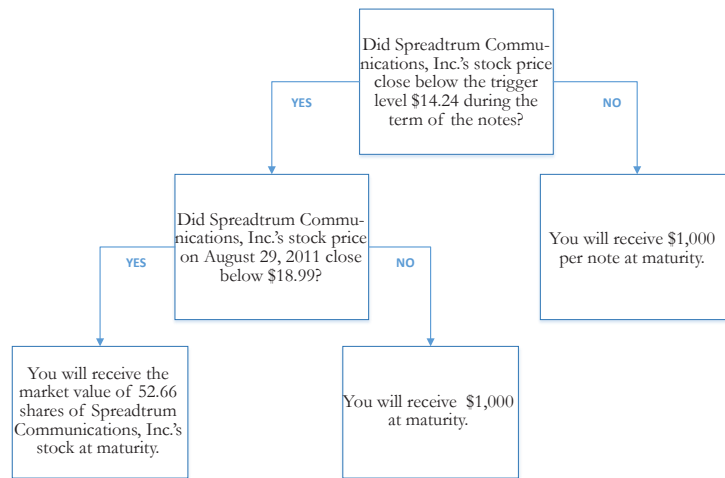 Did Spreadtrum Commu-
nications, Inc.'s stock price
close below the trigger
level $14.24 during the
term of the notes?
YES
NO
Did Spreadtrum Commu-
nications, Inc.'s stock price
on August 29, 2011 close
below $18.99?
You will receive $1,000
per note at maturity.
YES
NO
You will receive the
market value of 52.66
shares of Spreadtrum
Communications, Inc.'s
stock at maturity.
You will receive $1,000
at maturity.